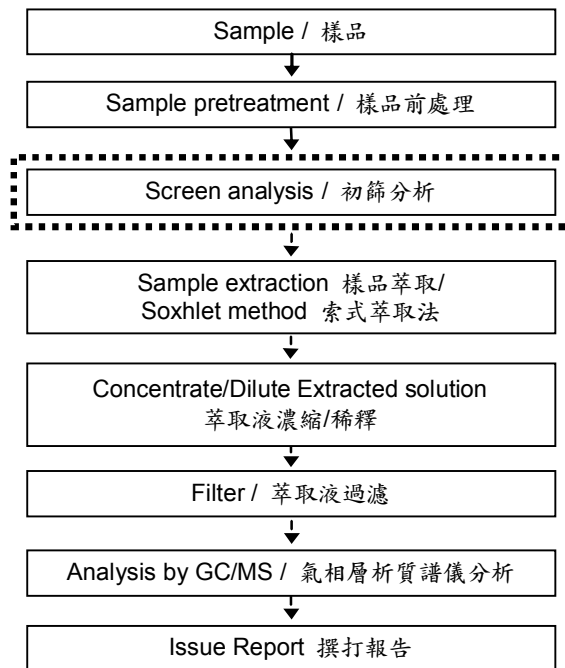 Sample / 樣品
Sample pretreatment / 樣品前處理
Screen analysis / 初篩分析
Sample extraction 樣品萃取/
Soxhlet method 索式萃取法
Concentrate/Dilute Extracted solution
萃取液濃縮/稀釋
Filter / 萃取液過濾
Analysis by GC/MS / 氣相層析質譜儀分析
Issue Report 撰打報告